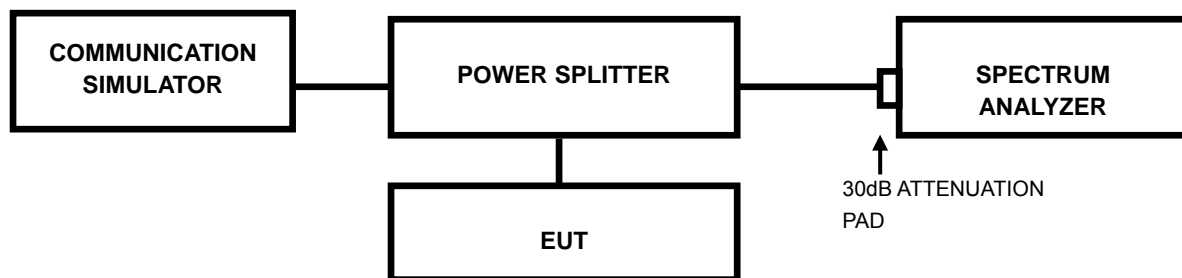 COMMUNICATION
SIMULATOR
POWER SPLITTER
SPECTRUM
ANALYZER
30dB ATTENUATION
PAD
EUT